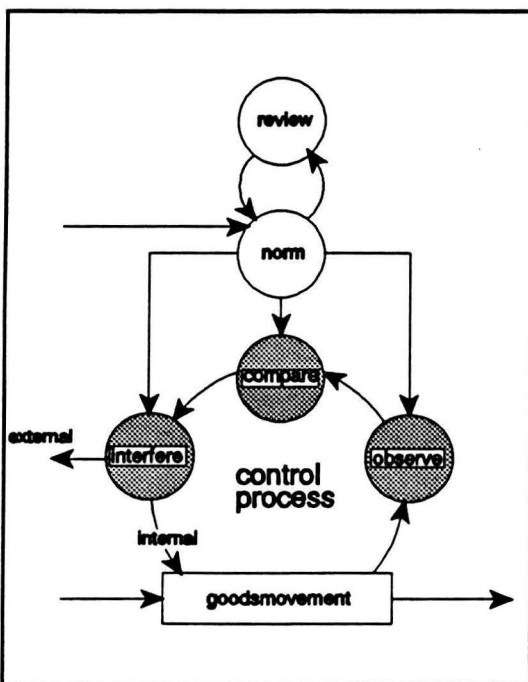 review
norm
compare
external
interfere
observe
control
process
internal
goodsmovement